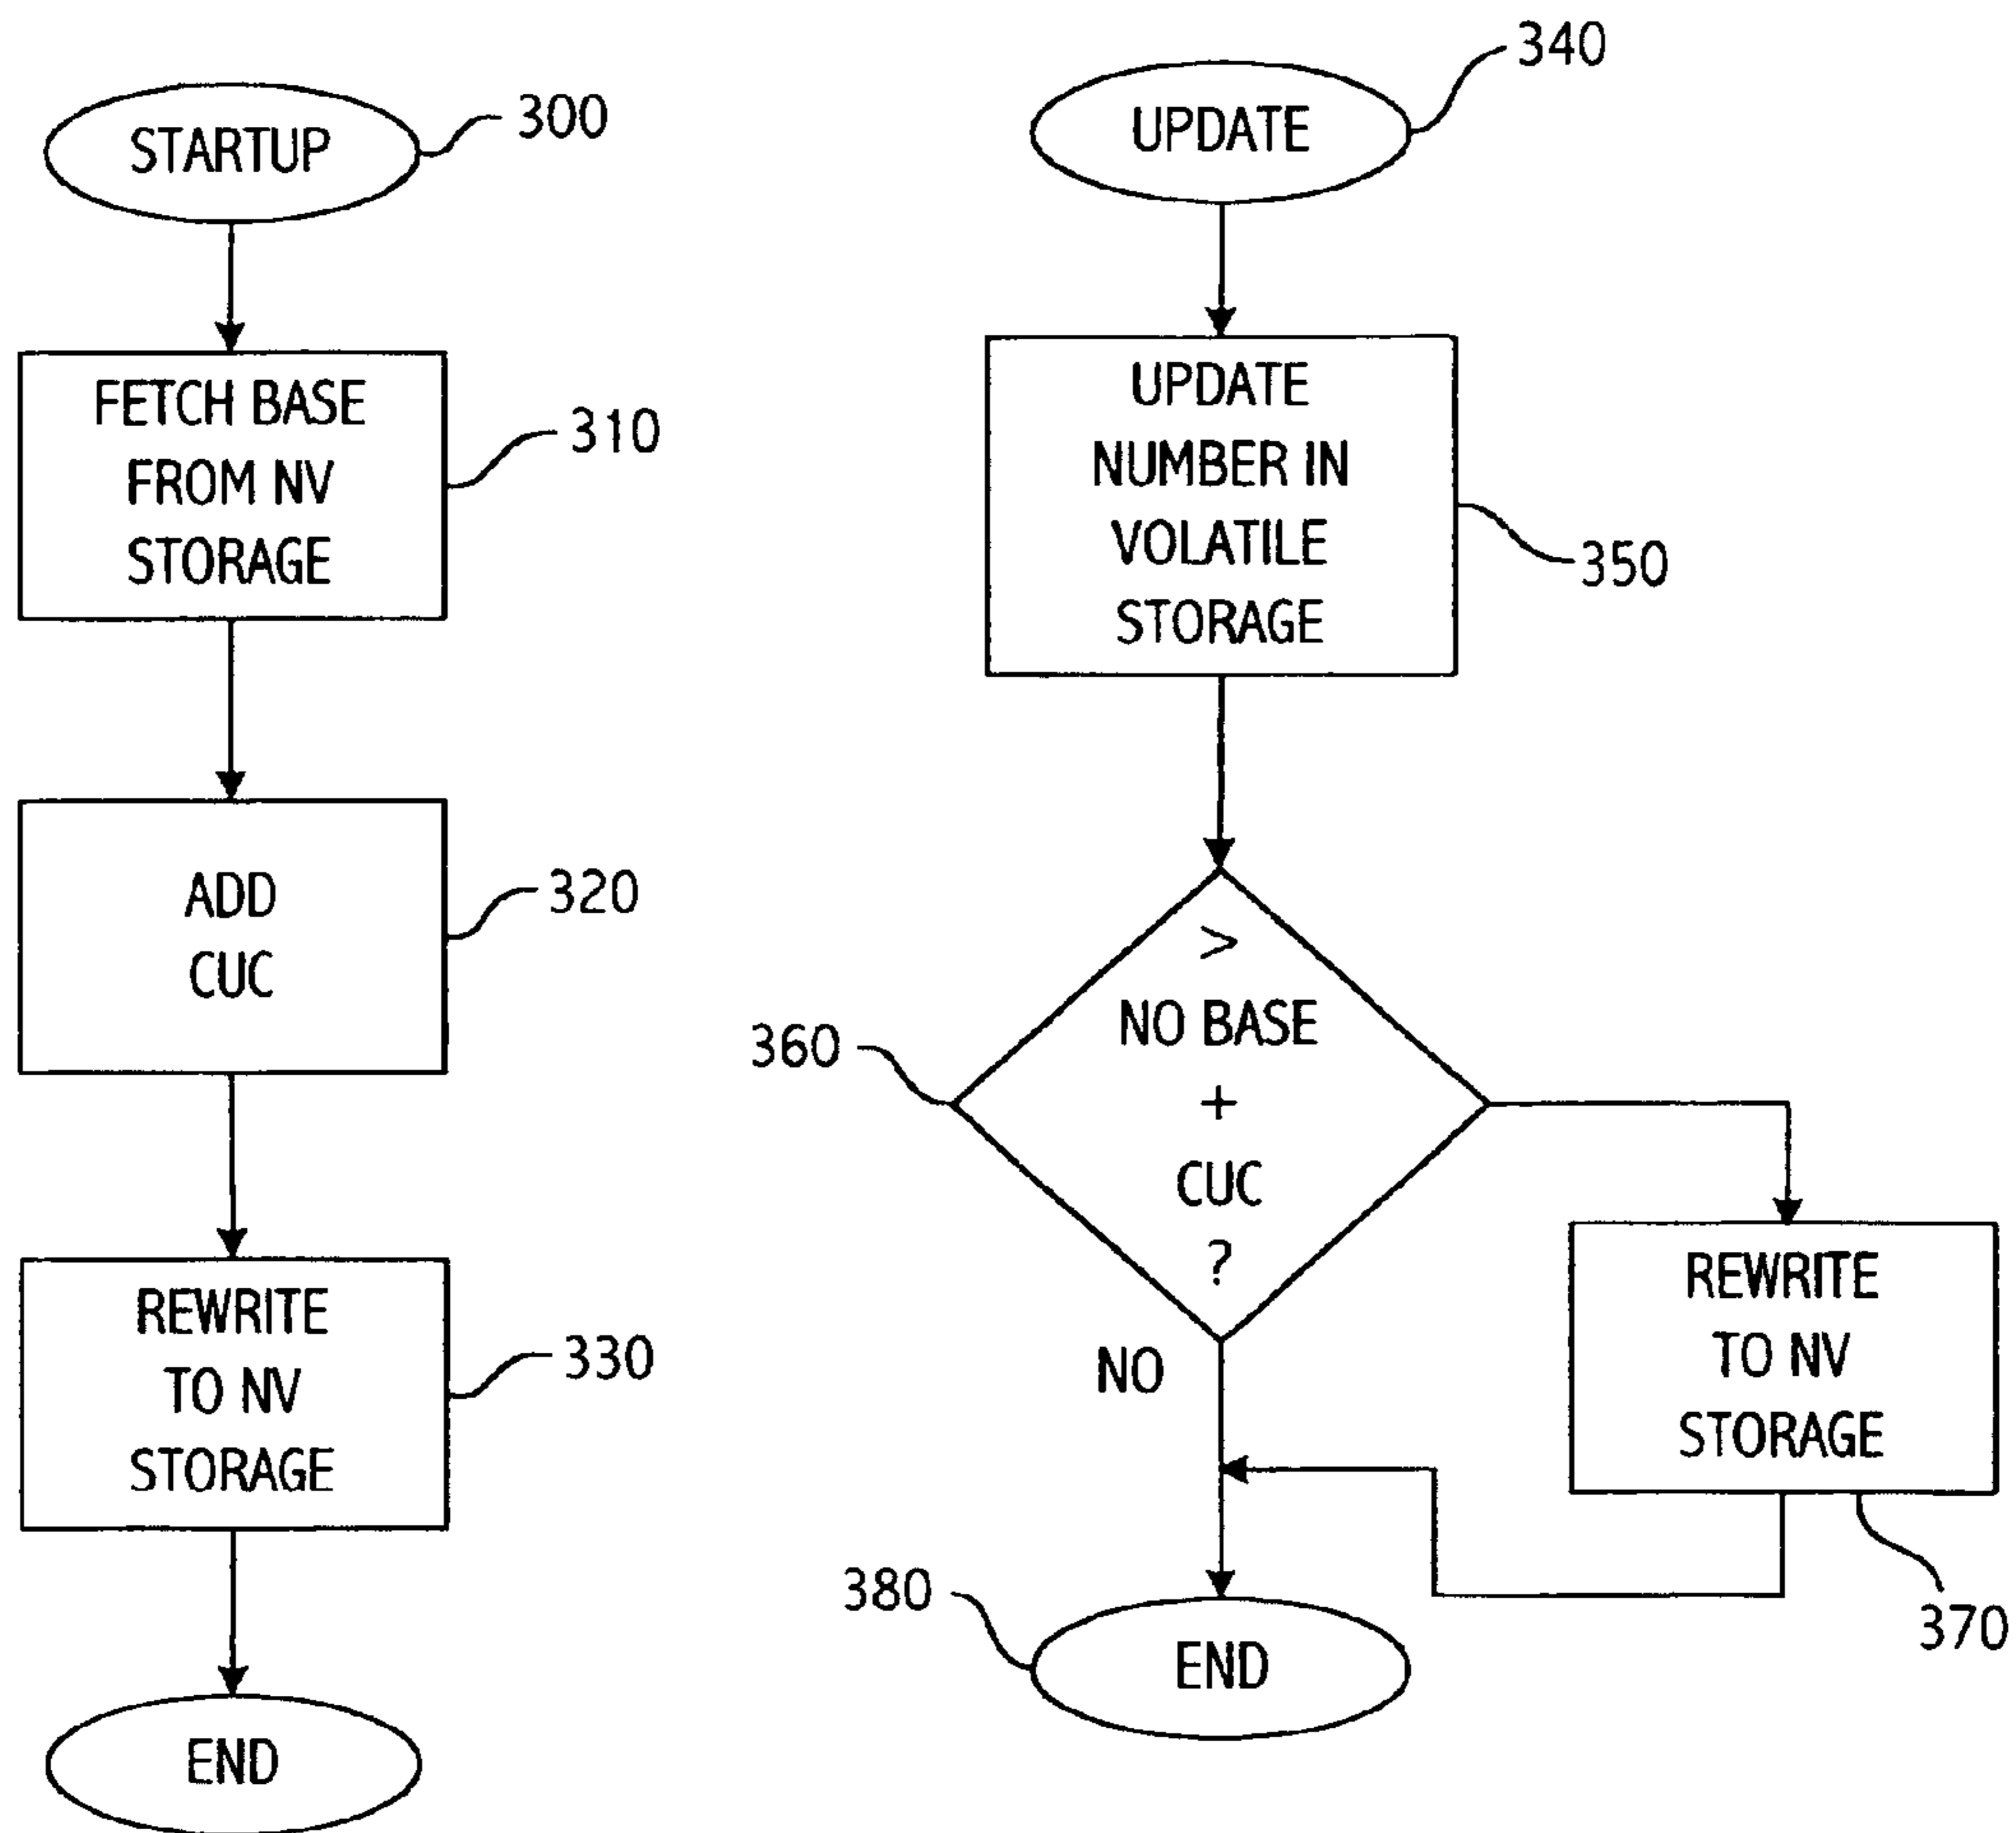 STARTUP
300
FETCH BASE
FROM NV
STORAGE
310
ADD
CUC
320
REWRITE
TO NV
STORAGE
330
END
UPDATE
340
UPDATE
NUMBER IN
VOLATILE
STORAGE
350
>
NO BASE
+
CUC
?
360
NO
REWRITE
TO NV
STORAGE
370
END
380